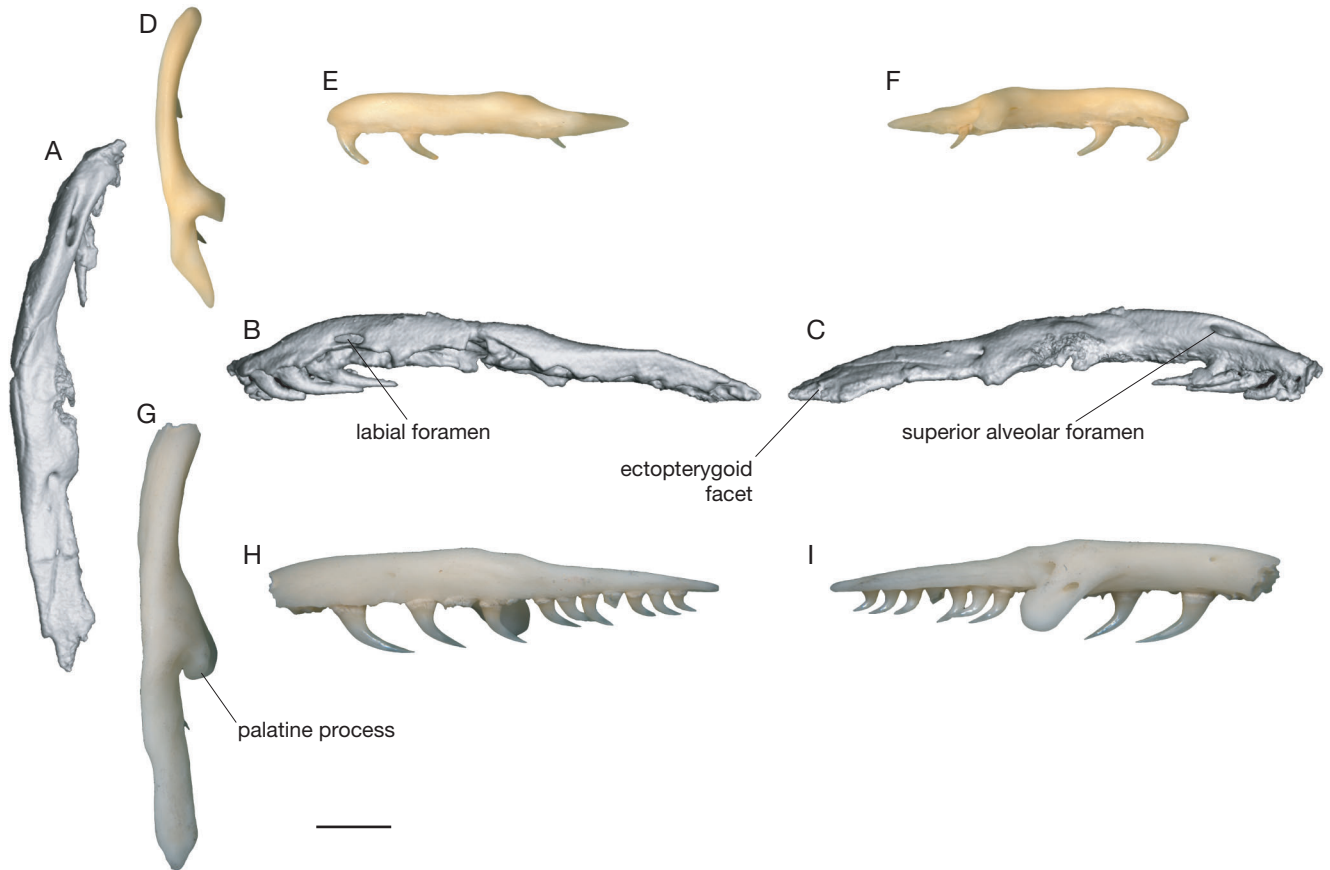 D
E
F
A
B
C
labial foramen
superior alveolar foramen
ectopterygoid
facet
G
H
I
palatine process